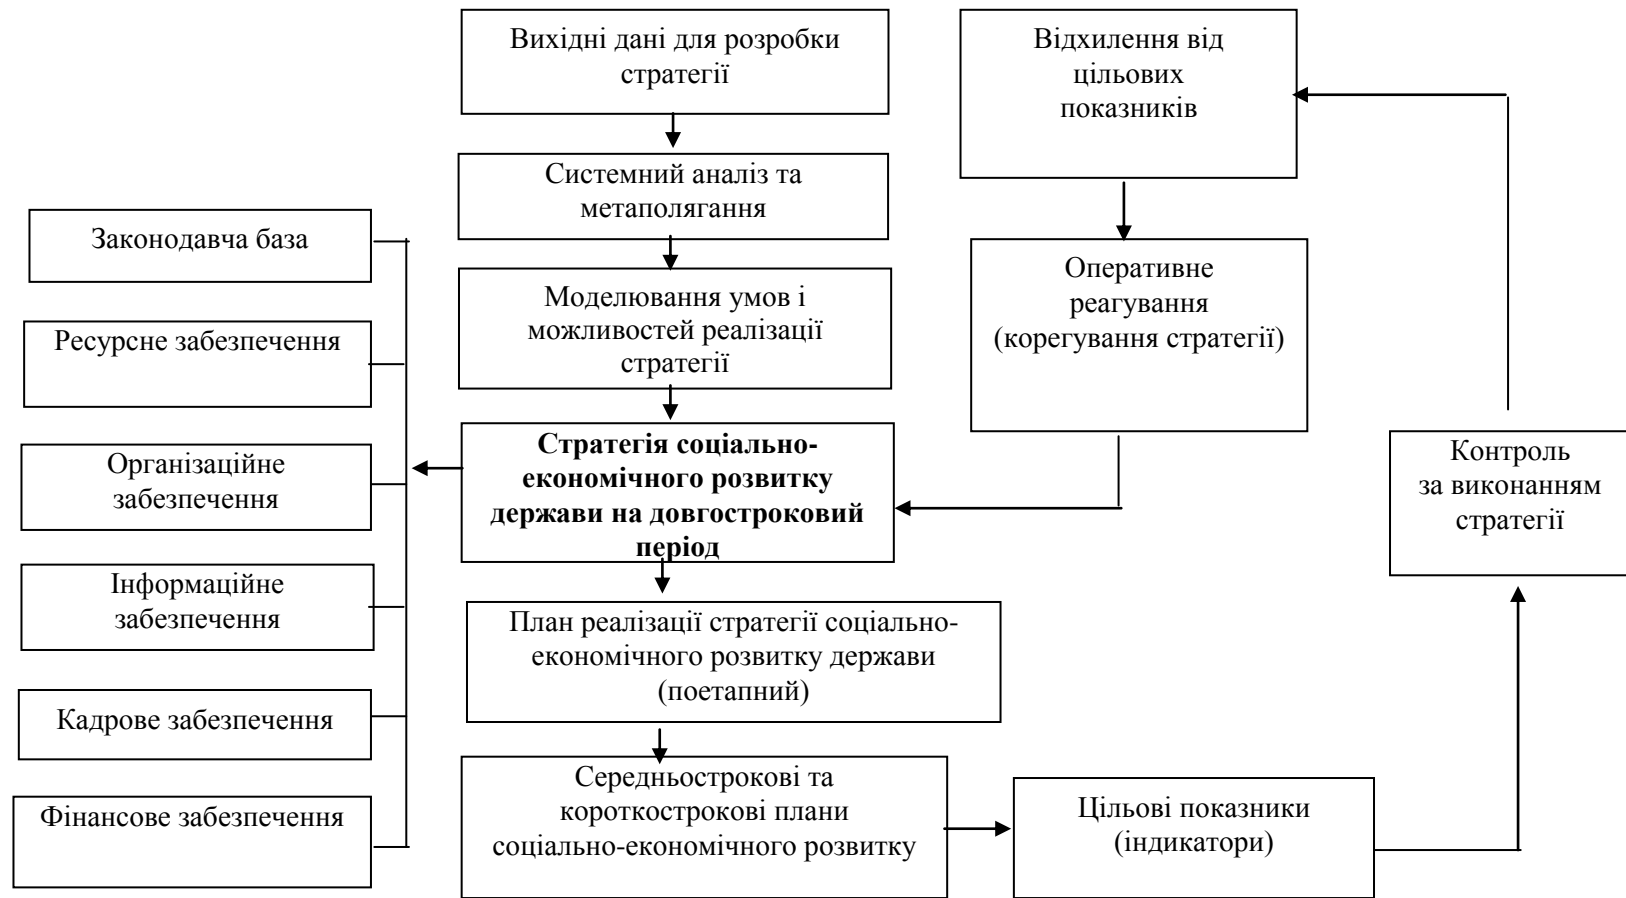 Вихідні дані для розробки
стратегії
Відхилення від
цільових
показників
Системний аналіз та
метаполягання
Законодавча база
Оперативне
реагування
(корегування стратегії)
Моделювання умов і
можливостей реалізації
стратегії
Ресурсне забезпечення
Стратегія соціально-
економічного розвитку
держави на довгостроковий
період
Контроль
за виконанням
стратегії
Організаційне
забезпечення
Інформаційне
забезпечення
План реалізації стратегії соціально-
економічного розвитку держави
(поетапний)
Кадрове забезпечення
Середньострокові та
короткострокові плани
соціально-економічного розвитку
Цільові показники
(індикатори)
Фінансове забезпечення